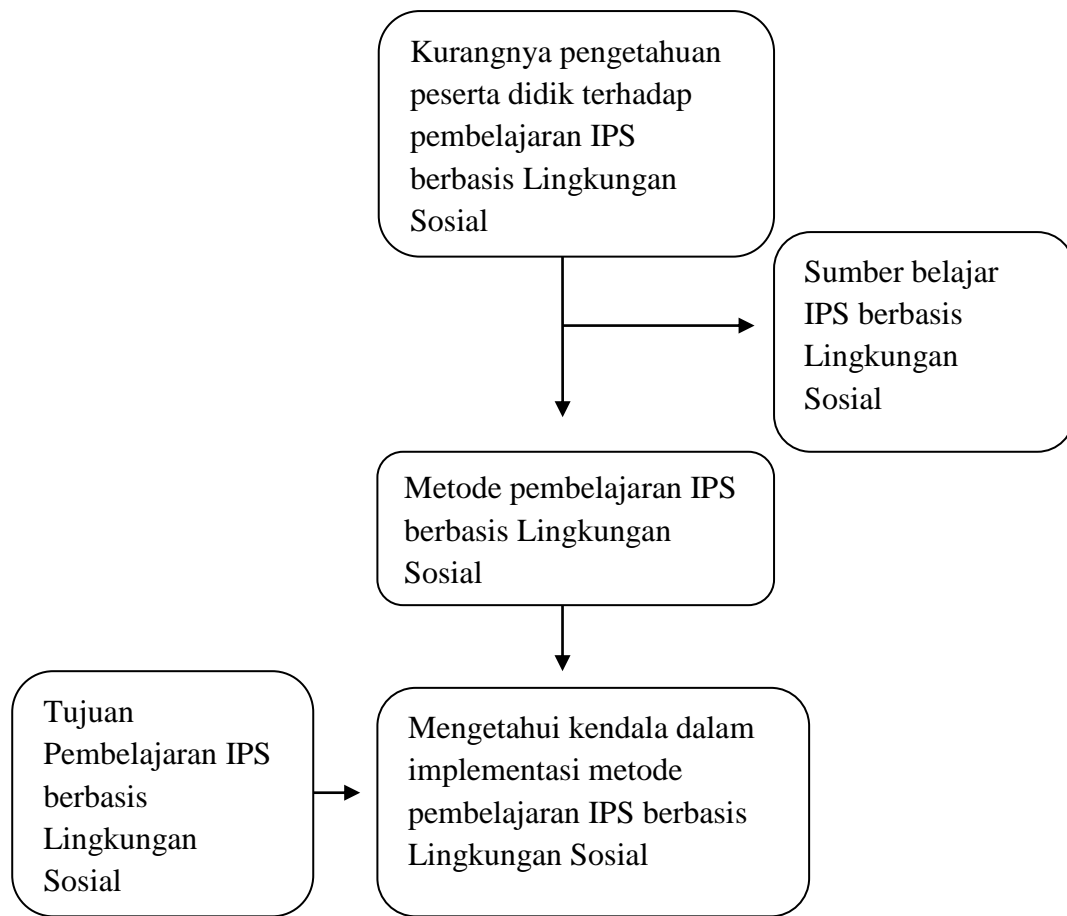 Kurangnya pengetahuan
peserta didik terhadap
pembelajaran IPS
berbasis Lingkungan
Sosial
Sumber belajar
IPS berbasis
Lingkungan
Sosial
Metode pembelajaran IPS
berbasis Lingkungan
Sosial
Tujuan
Pembelajaran IPS
berbasis
Lingkungan
Sosial
Mengetahui kendala dalam
implementasi metode
pembelajaran IPS berbasis
Lingkungan Sosial